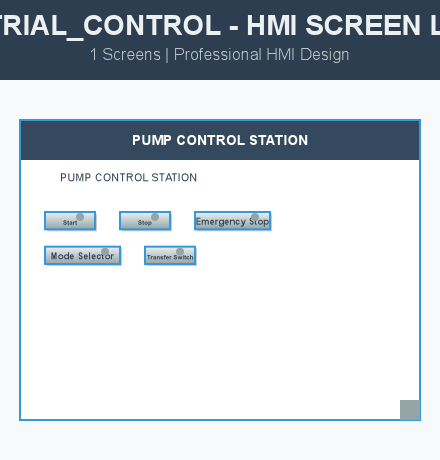 TRIAL_CONTROL - HMI SCREEN L
1 Screens | Professional HMI Design
PUMP CONTROL STATION
PUMP CONTROL STATION
Start
Stop
Emergency Stop
Mode Selector
Transfer Switch